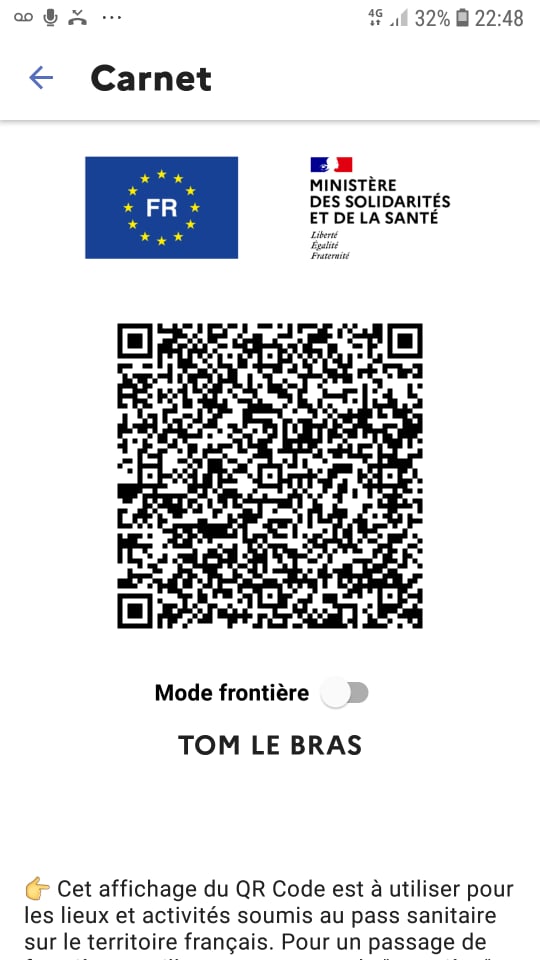 4G 32% 22:48
Carnet
FR
MINISTÈRE
DES SOLIDARITÉS
ET DE LA SANTÉ
Liberté
Égalité
Fraternité
Mode frontière
TOM LE BRAS
👉 Cet affichage du QR Code est à utiliser pour
les lieux et activités soumis au pass sanitaire
sur le territoire français. Pour un passage de